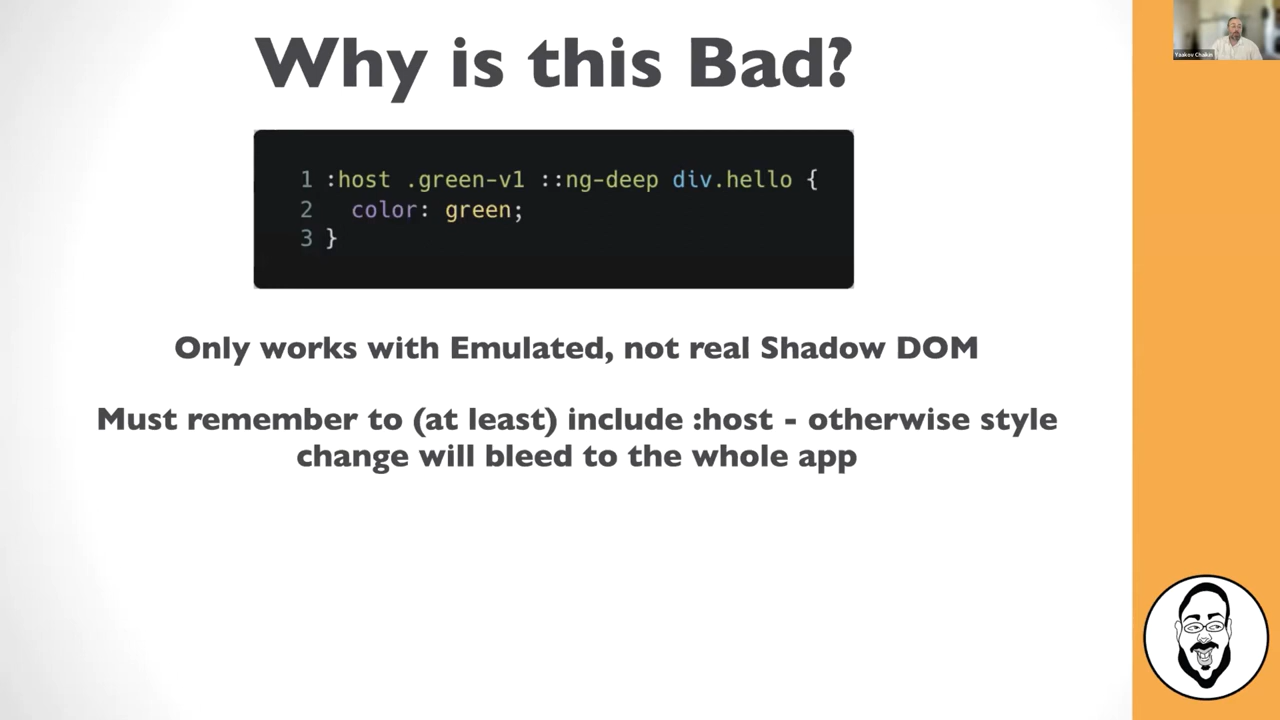 Why is this Bad?
Yaakov Chaikin
1 :host .green-v1 ::ng-deep div.hello {
2   color: green;
3 }
Only works with Emulated, not real Shadow DOM
Must remember to (at least) include :host - otherwise style
change will bleed to the whole app